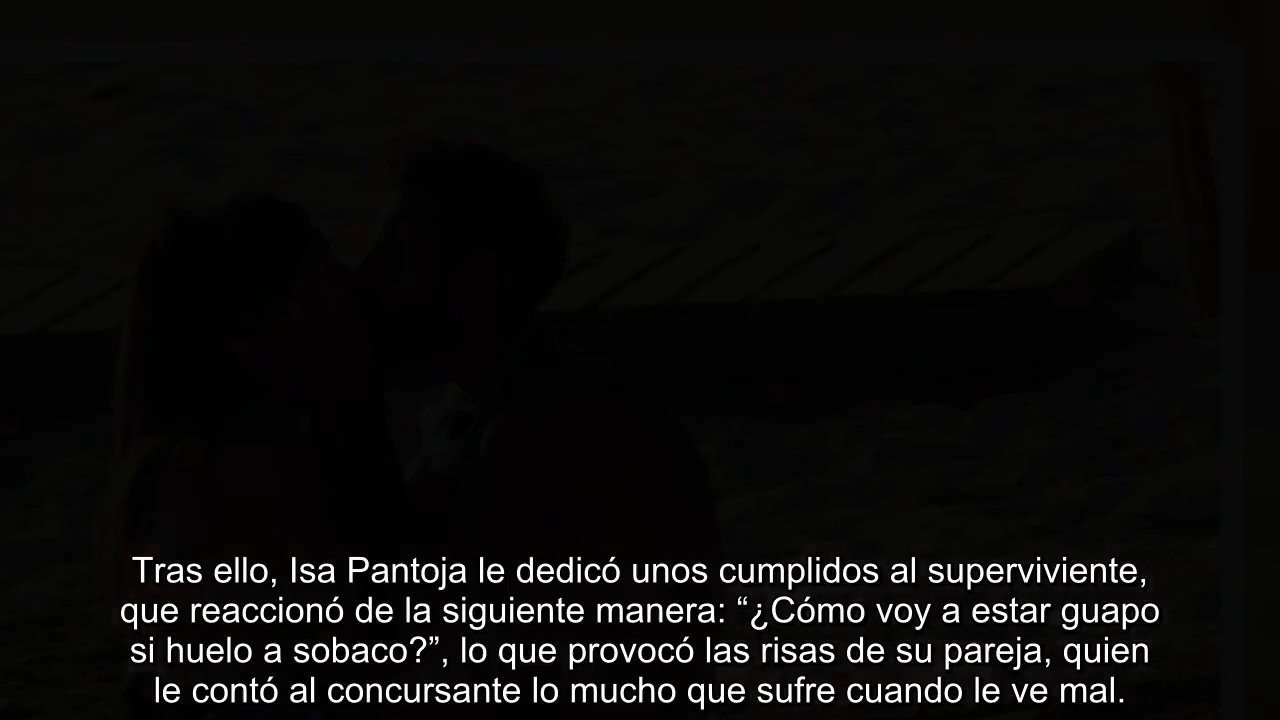 Tras ello, Isa Pantoja le dedicó unos cumplidos al superviviente,
que reaccionó de la siguiente manera: “¿Cómo voy a estar guapo
si huelo a sobaco?”, lo que provocó las risas de su pareja, quien
le contó al concursante lo mucho que sufre cuando le ve mal.